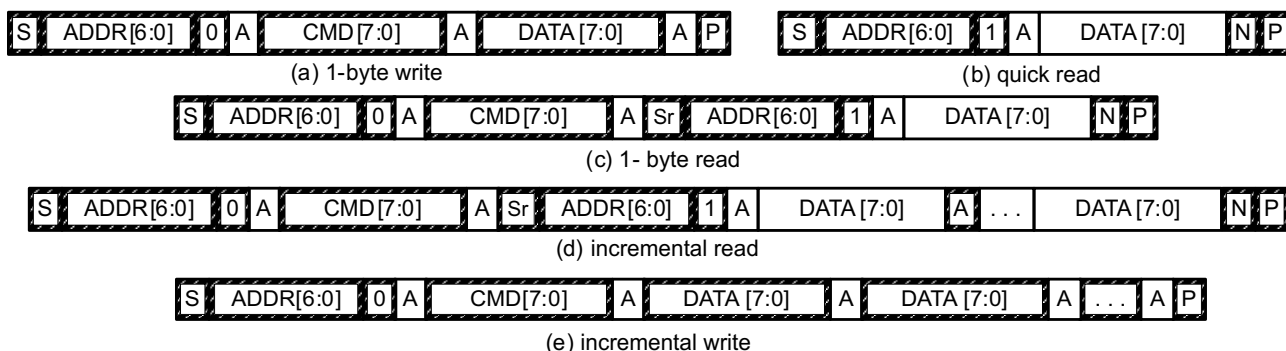 S ADDR[6:0] 0 A CMD[7:0] A DATA[7:0] A P
(a) 1-byte write
S ADDR[6:0] 1 A DATA[7:0] N P
(b) quick read
S ADDR[6:0] 0 A CMD[7:0] A Sr ADDR[6:0] 1 A DATA[7:0] N P
(c) 1- byte read
S ADDR[6:0] 0 A CMD[7:0] A Sr ADDR[6:0] 1 A DATA[7:0] A . . . DATA[7:0] N P
(d) incremental read
S ADDR[6:0] 0 A CMD[7:0] A DATA[7:0] A DATA[7:0] A . . . A P
(e) incremental write